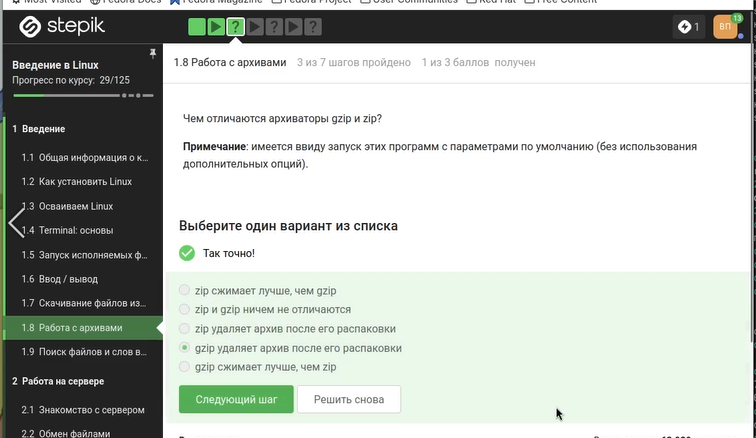 Most Visited Fedora Docs Fedora Magazine Fedora Project User Communities Red Hat Free Content
stepik ? ? ? 1 ВП 13
Введение в Linux
Прогресс по курсу: 29/125
1 Введение
1.1 Общая информация о к...
1.2 Как установить Linux
1.3 Осваиваем Linux
1.4 Terminal: основы
1.5 Запуск исполняемых ф...
1.6 Ввод / вывод
1.7 Скачивание файлов из...
1.8 Работа с архивами
1.9 Поиск файлов и слов в...
2 Работа на сервере
2.1 Знакомство с сервером
2.2 Обмен файлами
1.8 Работа с архивами 3 из 7 шагов пройдено 1 из 3 баллов получен
Чем отличаются архиваторы gzip и zip?
Примечание: имеется ввиду запуск этих программ с параметрами по умолчанию (без использования
дополнительных опций).
Выберите один вариант из списка
Так точно!
zip сжимает лучше, чем gzip
zip и gzip ничем не отличаются
zip удаляет архив после его распаковки
gzip удаляет архив после его распаковки
gzip сжимает лучше, чем zip
Следующий шаг Решить снова